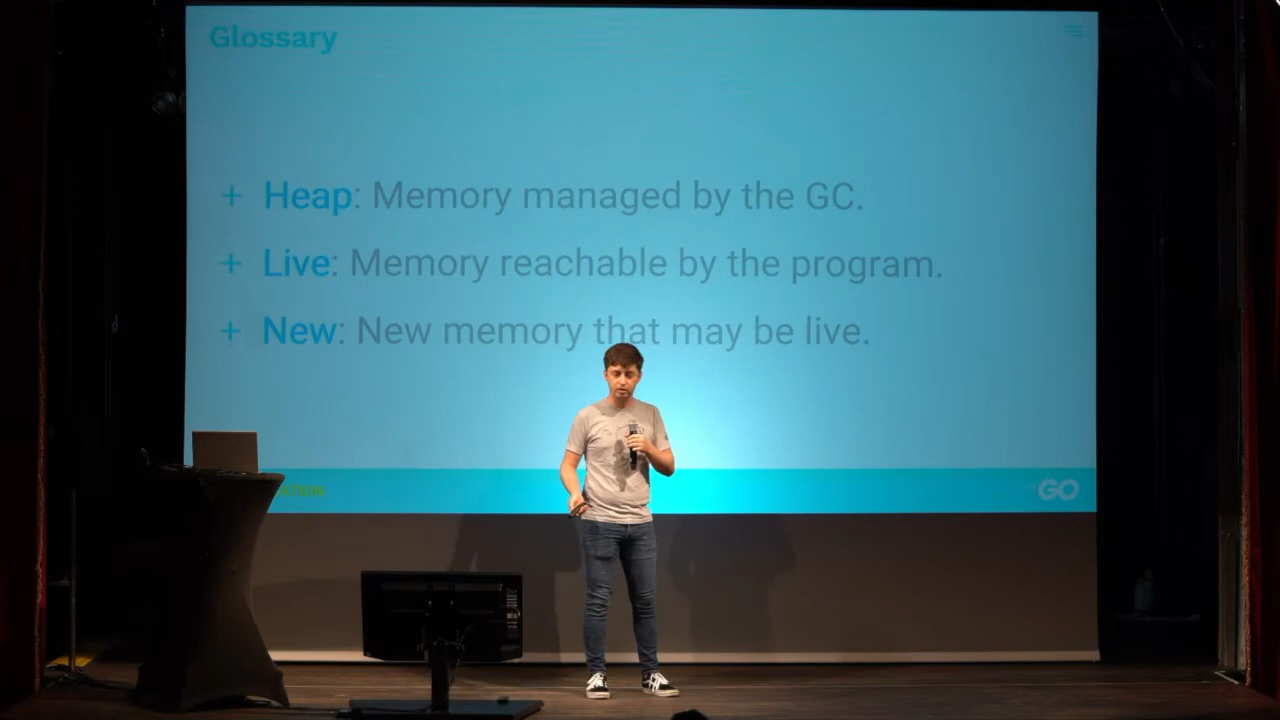 Glossary
+ Heap: Memory managed by the GC.
+ Live: Memory reachable by the program.
+ New: New memory that may be live.
GO